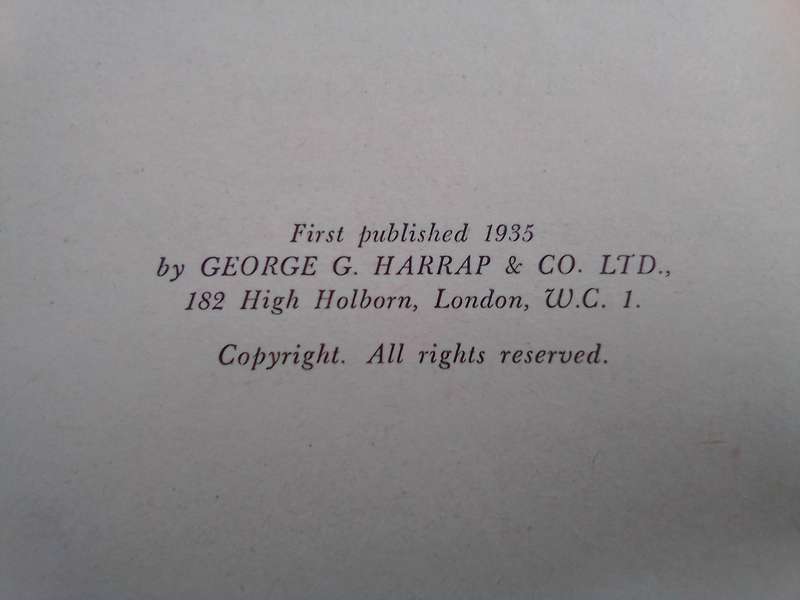 First published 1935
by GEORGE G. HARRAP & CO. LTD.,
182 High Holborn, London, W.C. 1.
Copyright. All rights reserved.